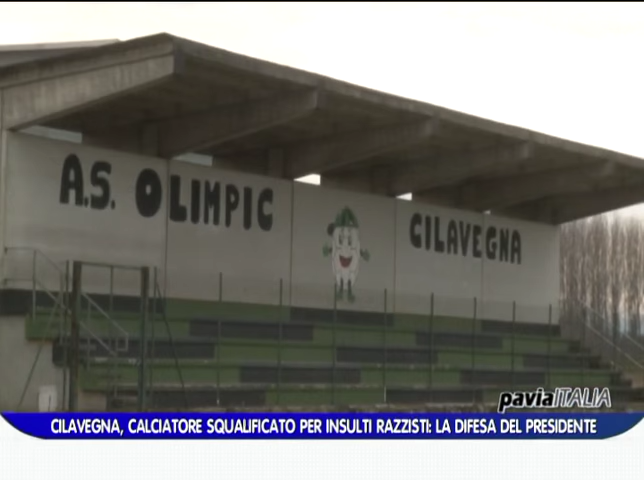 A.S. OLIMPIC CILAVEGNA
paviaITALIA
CILAVEGNA, CALCIATORE SQUALIFICATO PER INSULTI RAZZISTI: LA DIFESA DEL PRESIDENTE